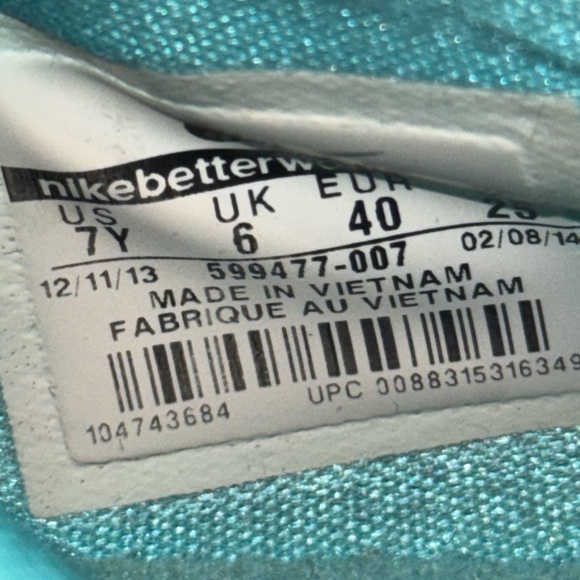 nikebetterw
US UK EUR
7Y 6 40 25
12/11/13 599477-007 02/08/14
MADE IN VIETNAM
FABRIQUE AU VIETNAM
104743684 UPC 0088315316349